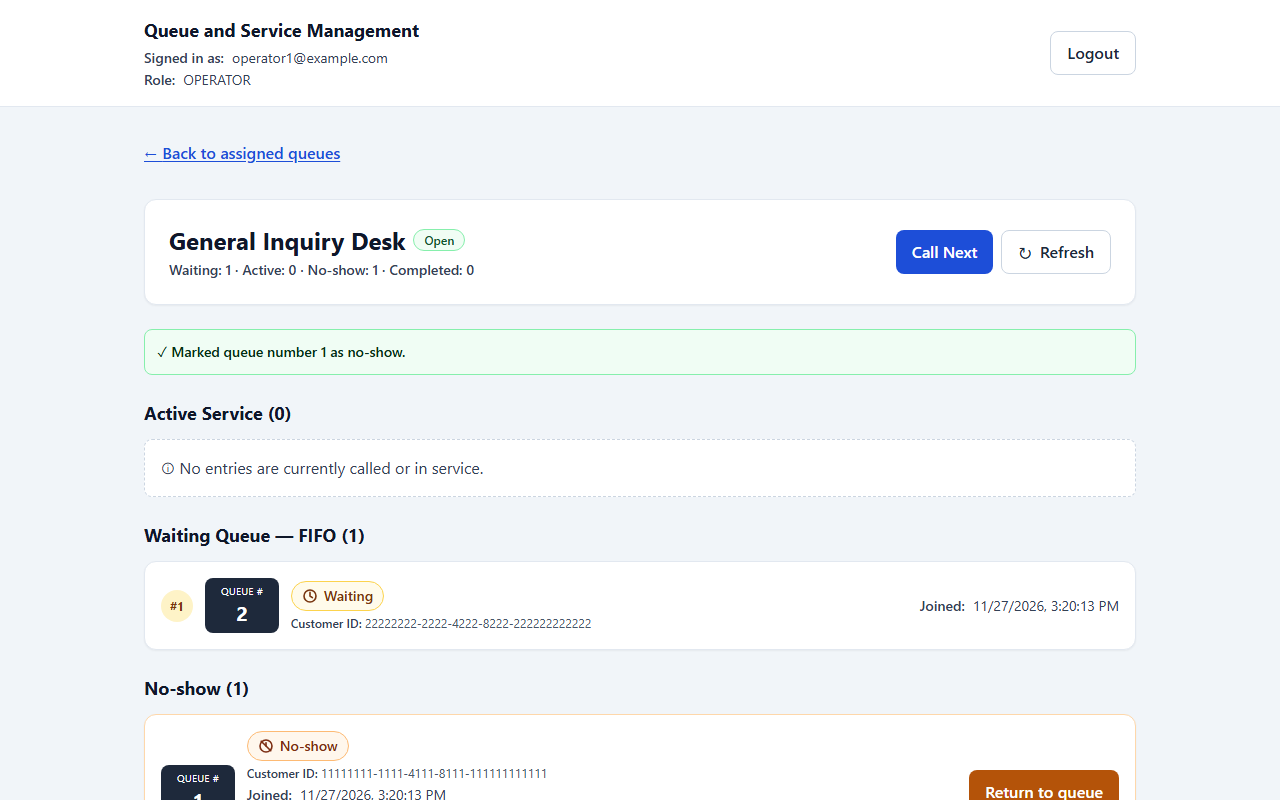 Queue and Service Management
Signed in as: operator1@example.com
Role: OPERATOR
Logout
← Back to assigned queues
General Inquiry Desk
Open
Waiting: 1 · Active: 0 · No-show: 1 · Completed: 0
Call Next
↻ Refresh
✓ Marked queue number 1 as no-show.
Active Service (0)
ⓘ No entries are currently called or in service.
Waiting Queue — FIFO (1)
#1
QUEUE #
2
Waiting
Customer ID: 22222222-2222-4222-8222-222222222222
Joined: 11/27/2026, 3:20:13 PM
No-show (1)
QUEUE #
1
No-show
Customer ID: 11111111-1111-4111-8111-111111111111
Joined: 11/27/2026, 3:20:13 PM
Return to queue